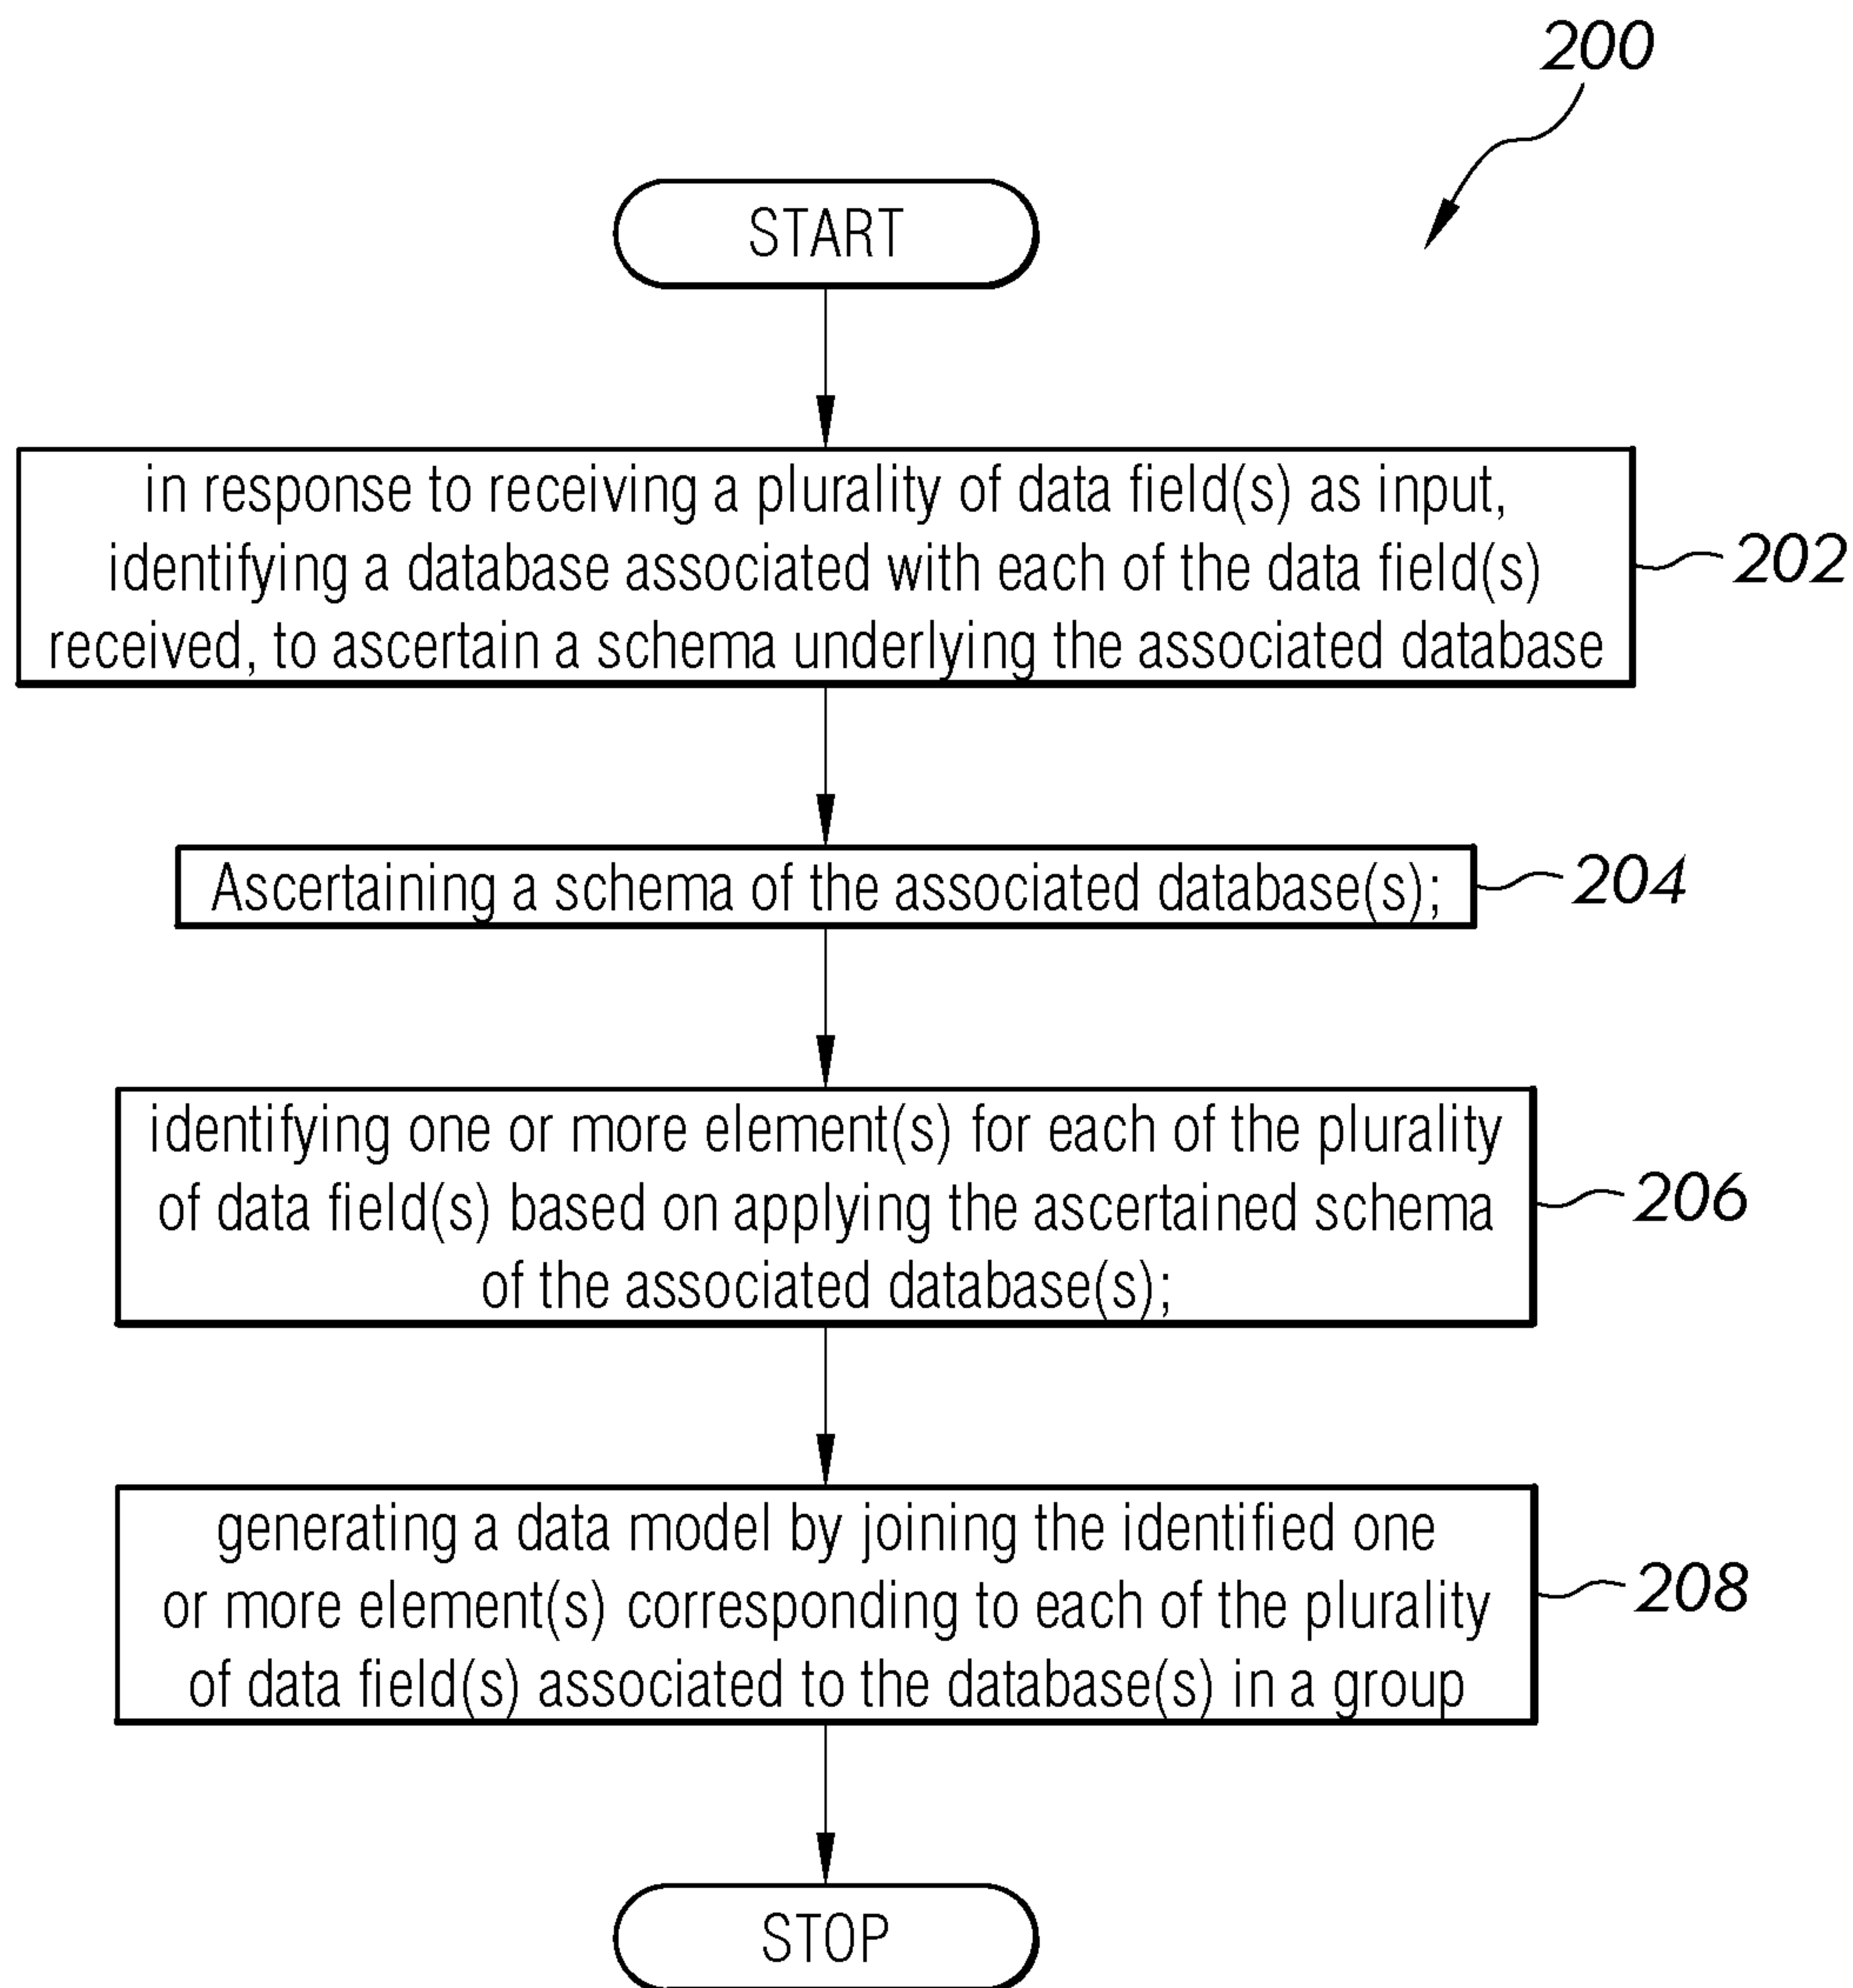 200
START
in response to receiving a plurality of data field(s) as input,
identifying a database associated with each of the data field(s)
received, to ascertain a schema underlying the associated database
202
Ascertaining a schema of the associated database(s);
204
identifying one or more element(s) for each of the plurality
of data field(s) based on applying the ascertained schema
of the associated database(s);
206
generating a data model by joining the identified one
or more element(s) corresponding to each of the plurality
of data field(s) associated to the database(s) in a group
208
STOP